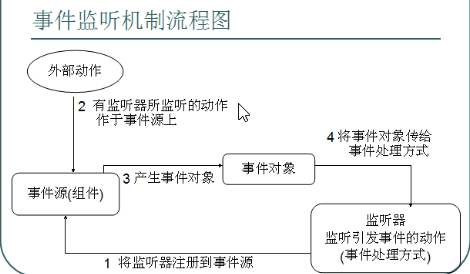 事件监听机制流程图
外部动作
2 有监听器所监听的动作
作于事件源上
4 将事件对象传给
事件处理方式
3 产生事件对象
事件对象
事件源(组件)
监听器
监听引发事件的动作
(事件处理方式)
1 将监听器注册到事件源